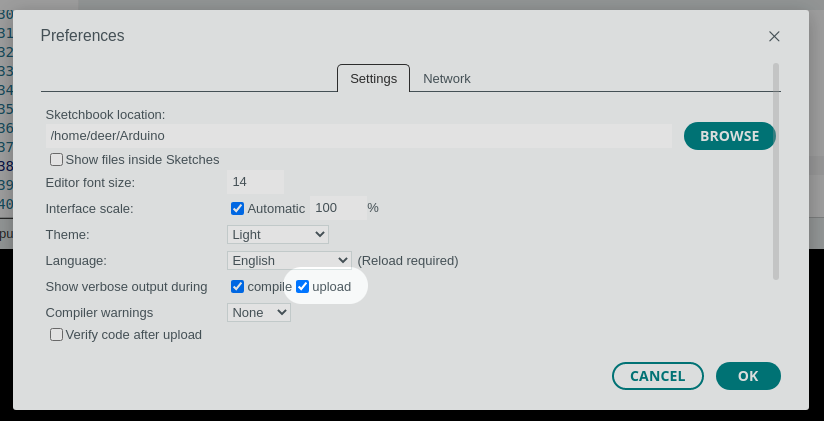 30
31
32
33
34
35
36
37
38
39
40
pu
Preferences
Settings Network
Sketchbook location:
/home/deer/Arduino BROWSE
Show files inside Sketches
Editor font size: 14
Interface scale: Automatic 100 %
Theme: Light
Language: English (Reload required)
Show verbose output during compile upload
Compiler warnings None
Verify code after upload
CANCEL OK